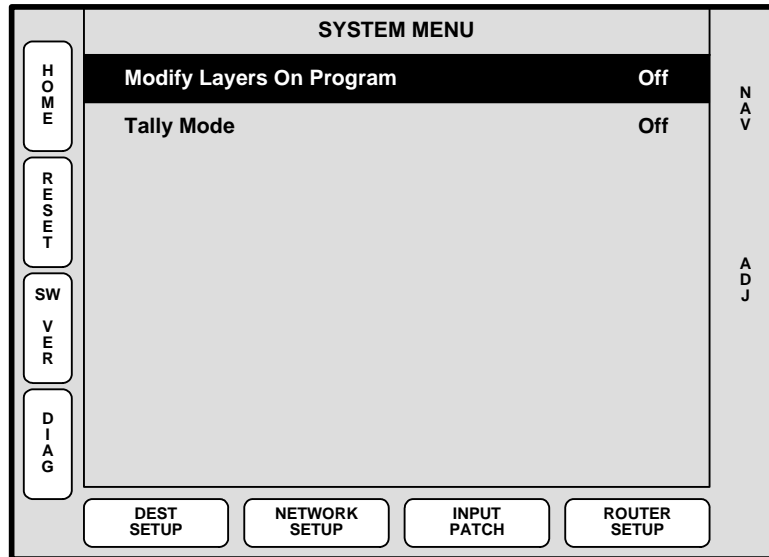 SYSTEM MENU
HOME
RESET
SW
VER
DIAG
Modify Layers On Program Off
Tally Mode Off
NAV
ADJ
DEST
SETUP
NETWORK
SETUP
INPUT
PATCH
ROUTER
SETUP